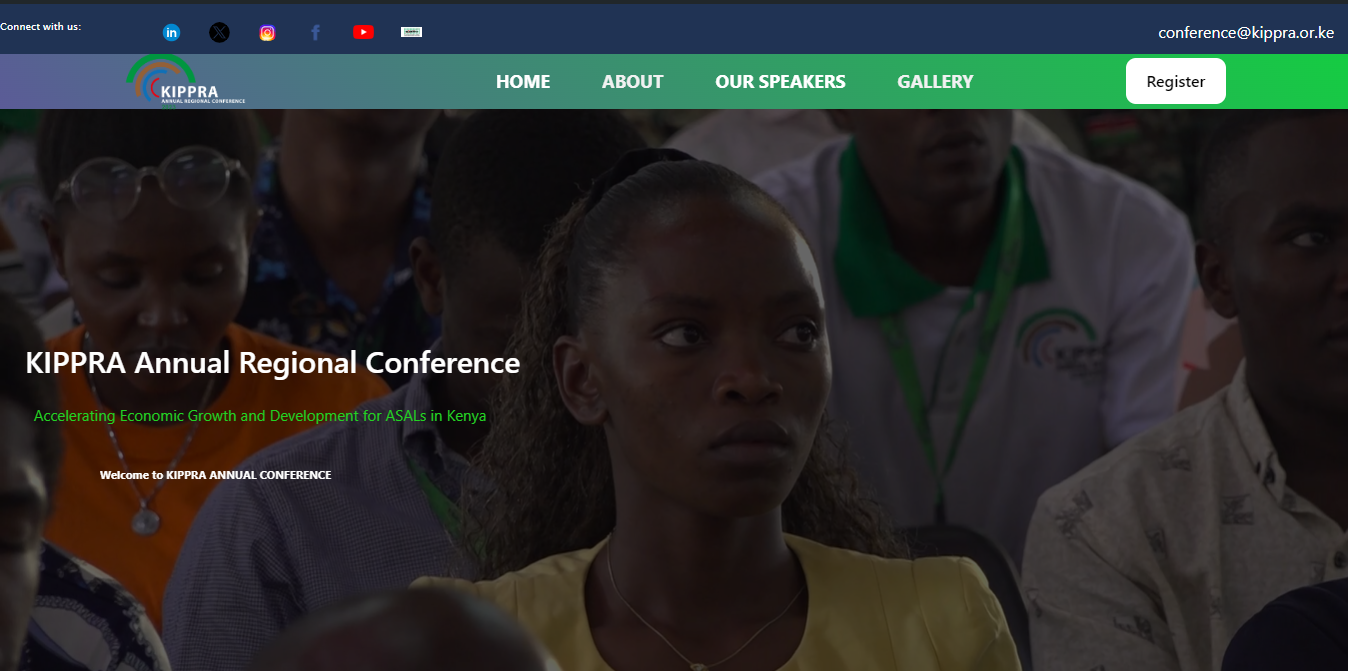 Connect with us:
in
conference@kippra.or.ke
KIPPRA
ANNUAL REGIONAL CONFERENCE
HOME
ABOUT
OUR SPEAKERS
GALLERY
Register
KIPPRA Annual Regional Conference
Accelerating Economic Growth and Development for ASALs in Kenya
Welcome to KIPPRA ANNUAL CONFERENCE